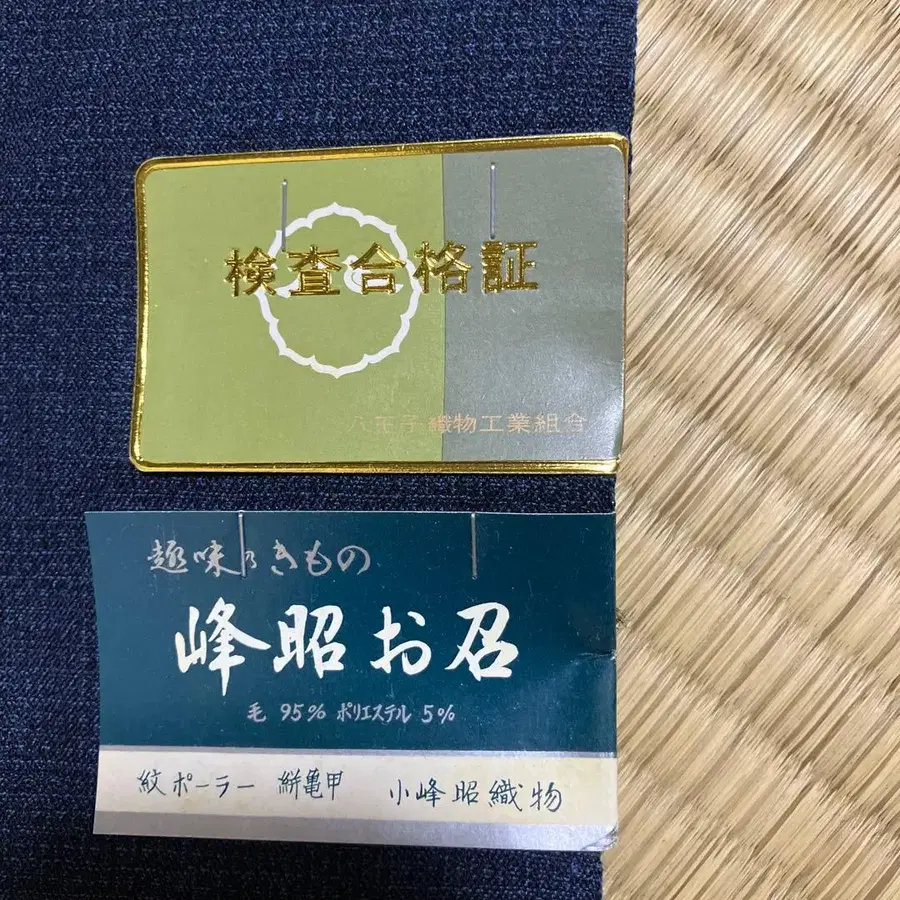 検査合格証
八王子織物工業組合
趣味のきもの
峰昭お召
毛 95% ポリエステル 5%
紋ポーラー 絣亀甲 小峰昭織物